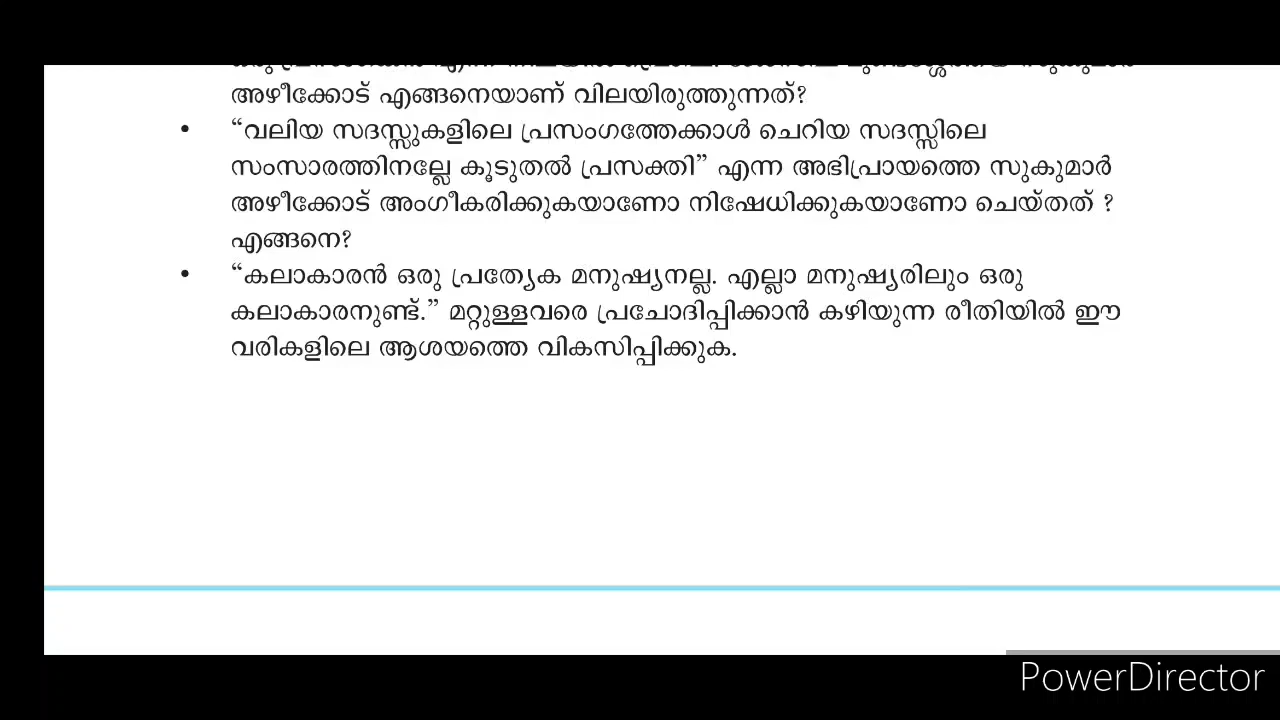 അഴീക്കോട് എങ്ങനെയാണ് വിലയിരുത്തുന്നത്?
• “വലിയ സദസ്സുകളിലെ പ്രസംഗത്തേക്കാൾ ചെറിയ സദസ്സിലെ
സംസാരത്തിനല്ലേ കൂടുതൽ പ്രസക്തി” എന്ന അഭിപ്രായത്തെ സുകുമാർ
അഴീക്കോട് അംഗീകരിക്കുകയാണോ നിഷേധിക്കുകയാണോ ചെയ്തത് ?
എങ്ങനെ?
• “കലാകാരൻ ഒരു പ്രത്യേക മനുഷ്യനല്ല. എല്ലാ മനുഷ്യരിലും ഒരു
കലാകാരനുണ്ട്.” മറ്റുള്ളവരെ പ്രചോദിപ്പിക്കാൻ കഴിയുന്ന രീതിയിൽ ഈ
വരികളിലെ ആശയത്തെ വികസിപ്പിക്കുക.
PowerDirector